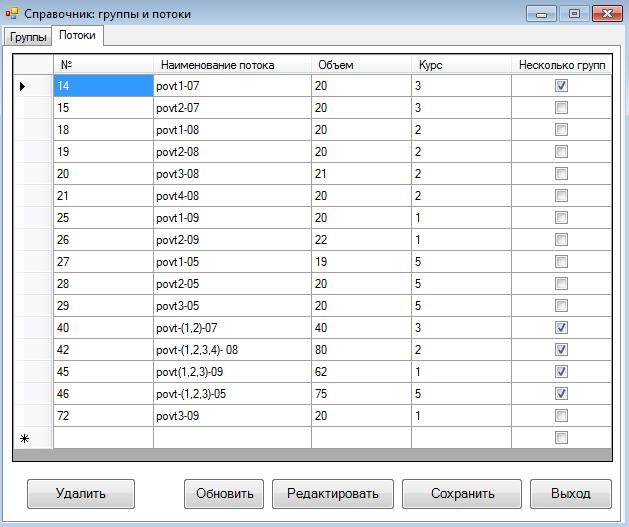 Справочник: группы и потоки
Группы Потоки
№ Наименование потока Объем Курс Несколько групп
14 povt1-07 20 3
15 povt2-07 20 3
18 povt1-08 20 2
19 povt2-08 20 2
20 povt3-08 21 2
21 povt4-08 20 2
25 povt1-09 20 1
26 povt2-09 22 1
27 povt1-05 19 5
28 povt2-05 20 5
29 povt3-05 20 5
40 povt-(1,2)-07 40 3
42 povt-(1,2,3,4)- 08 80 2
45 povt(1,2,3)-09 62 1
46 povt-(1,2,3)-05 75 5
72 povt3-09 20 1
Удалить Обновить Редактировать Сохранить Выход